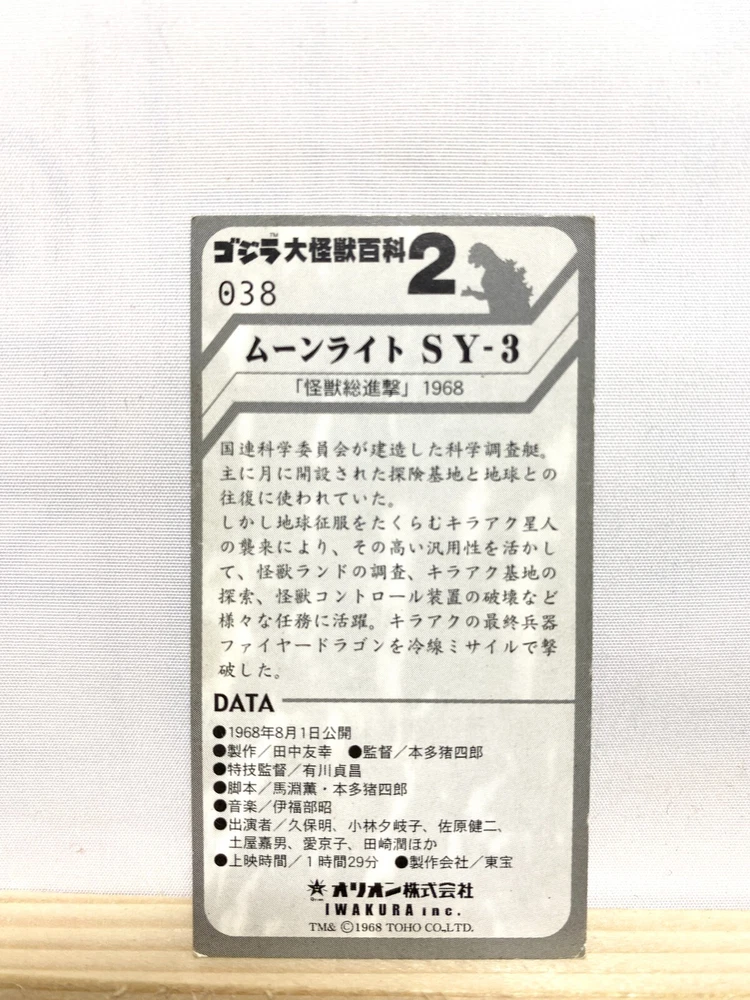 ゴジラ™大怪獣百科2
038
ムーンライト SY-3
「怪獣総進撃」1968
国連科学委員会が建造した科学調査艇。
主に月に開設された探険基地と地球との
往復に使われていた。
しかし地球征服をたくらむキラアク星人
の襲来により、その高い汎用性を活かし
て、怪獣ランドの調査、キラアク基地の
探索、怪獣コントロール装置の破壊など
様々な任務に活躍。キラアクの最終兵器
ファイヤードラゴンを冷線ミサイルで撃
破した。
DATA
●1968年8月1日公開
●製作／田中友幸 ●監督／本多猪四郎
●特技監督／有川貞昌
●脚本／馬淵薫・本多猪四郎
●音楽／伊福部昭
●出演者／久保明、小林夕岐子、佐原健二、
土屋嘉男、愛京子、田崎潤ほか
●上映時間／1時間29分 ●製作会社／東宝
オリオン株式会社
IWAKURA inc.
TM& ©1968 TOHO CO.,LTD.